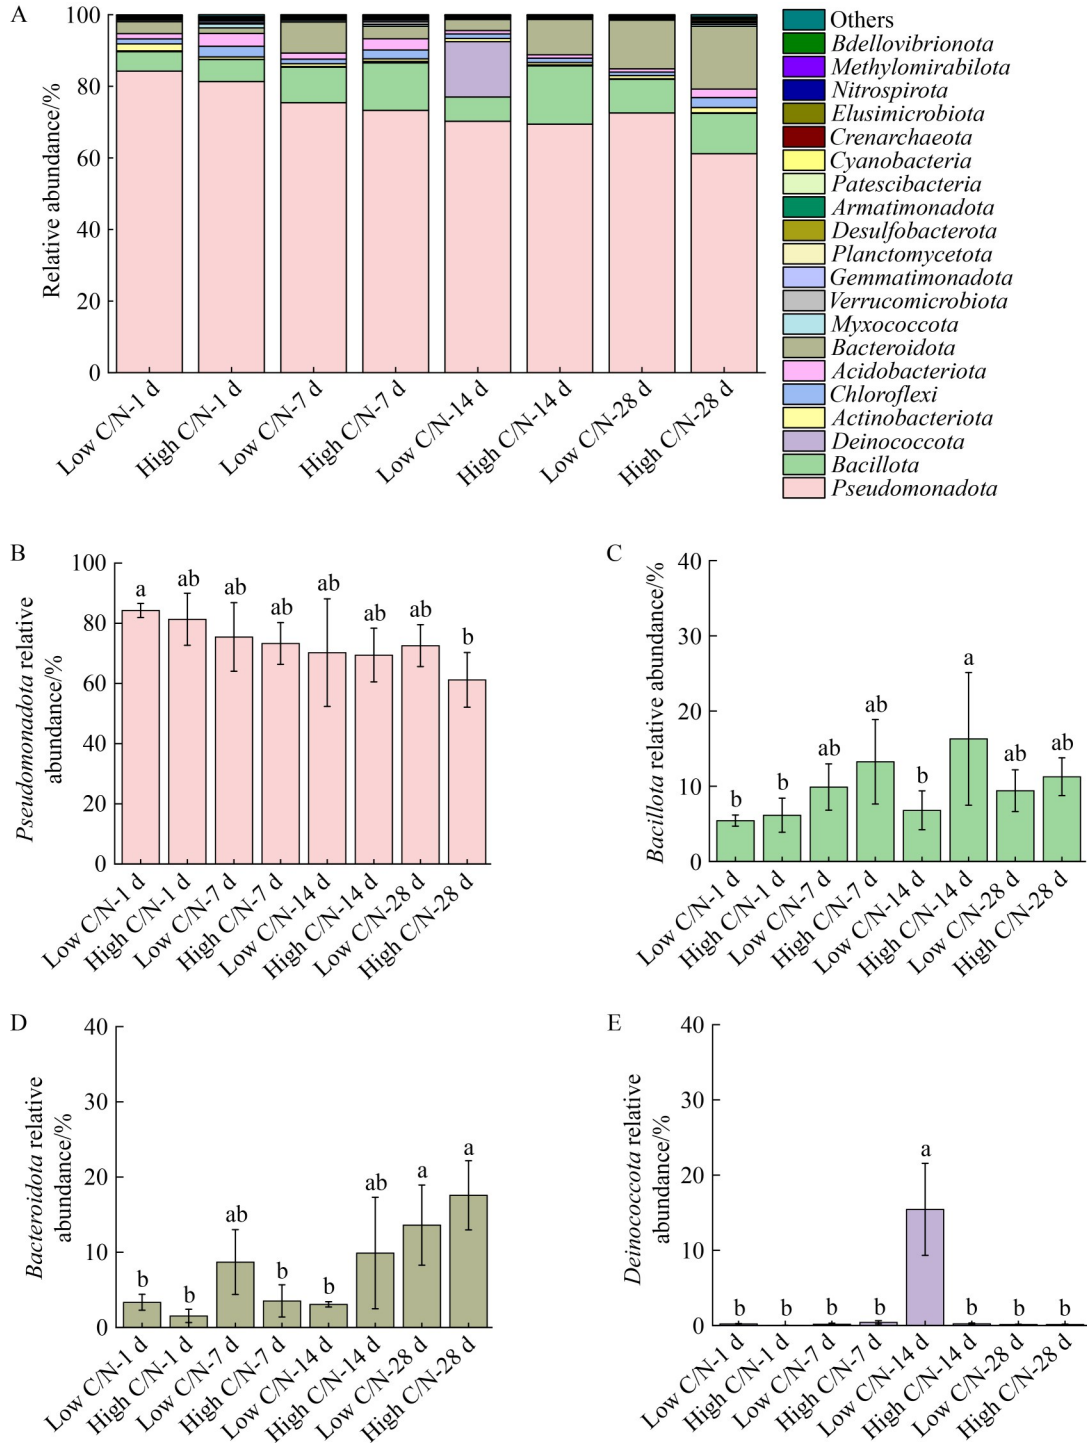 A
Relative abundance/%
100
80
60
40
20
0
Low C/N-1 d
High C/N-1 d
Low C/N-7 d
High C/N-7 d
Low C/N-14 d
High C/N-14 d
Low C/N-28 d
High C/N-28 d
Others
Bdellovibrionota
Methylomirabilota
Nitrospirota
Elusimicrobiota
Crenarchaeota
Cyanobacteria
Patescibacteria
Armatimonadota
Desulfobacterota
Planctomycetota
Gemmatimonadota
Verrucomicrobiota
Myxococcota
Bacteroidota
Acidobacteriota
Chloroflexi
Actinobacteriota
Deinococcota
Bacillota
Pseudomonadota
B
Pseudomonadota relative
abundance/%
100
80
60
40
20
0
a
ab
ab
ab
ab
ab
ab
b
Low C/N-1 d
High C/N-1 d
Low C/N-7 d
High C/N-7 d
Low C/N-14 d
High C/N-14 d
Low C/N-28 d
High C/N-28 d
C
Bacillota relative abundance/%
40
30
20
10
0
b
b
ab
ab
b
a
ab
ab
Low C/N-1 d
High C/N-1 d
Low C/N-7 d
High C/N-7 d
Low C/N-14 d
High C/N-14 d
Low C/N-28 d
High C/N-28 d
D
Bacteroidota relative
abundance/%
40
30
20
10
0
b
b
ab
b
b
ab
a
a
Low C/N-1 d
High C/N-1 d
Low C/N-7 d
High C/N-7 d
Low C/N-14 d
High C/N-14 d
Low C/N-28 d
High C/N-28 d
E
Deinococcota relative
abundance/%
40
30
20
10
0
b
b
b
b
a
b
b
b
Low C/N-1 d
High C/N-1 d
Low C/N-7 d
High C/N-7 d
Low C/N-14 d
High C/N-14 d
Low C/N-28 d
High C/N-28 d